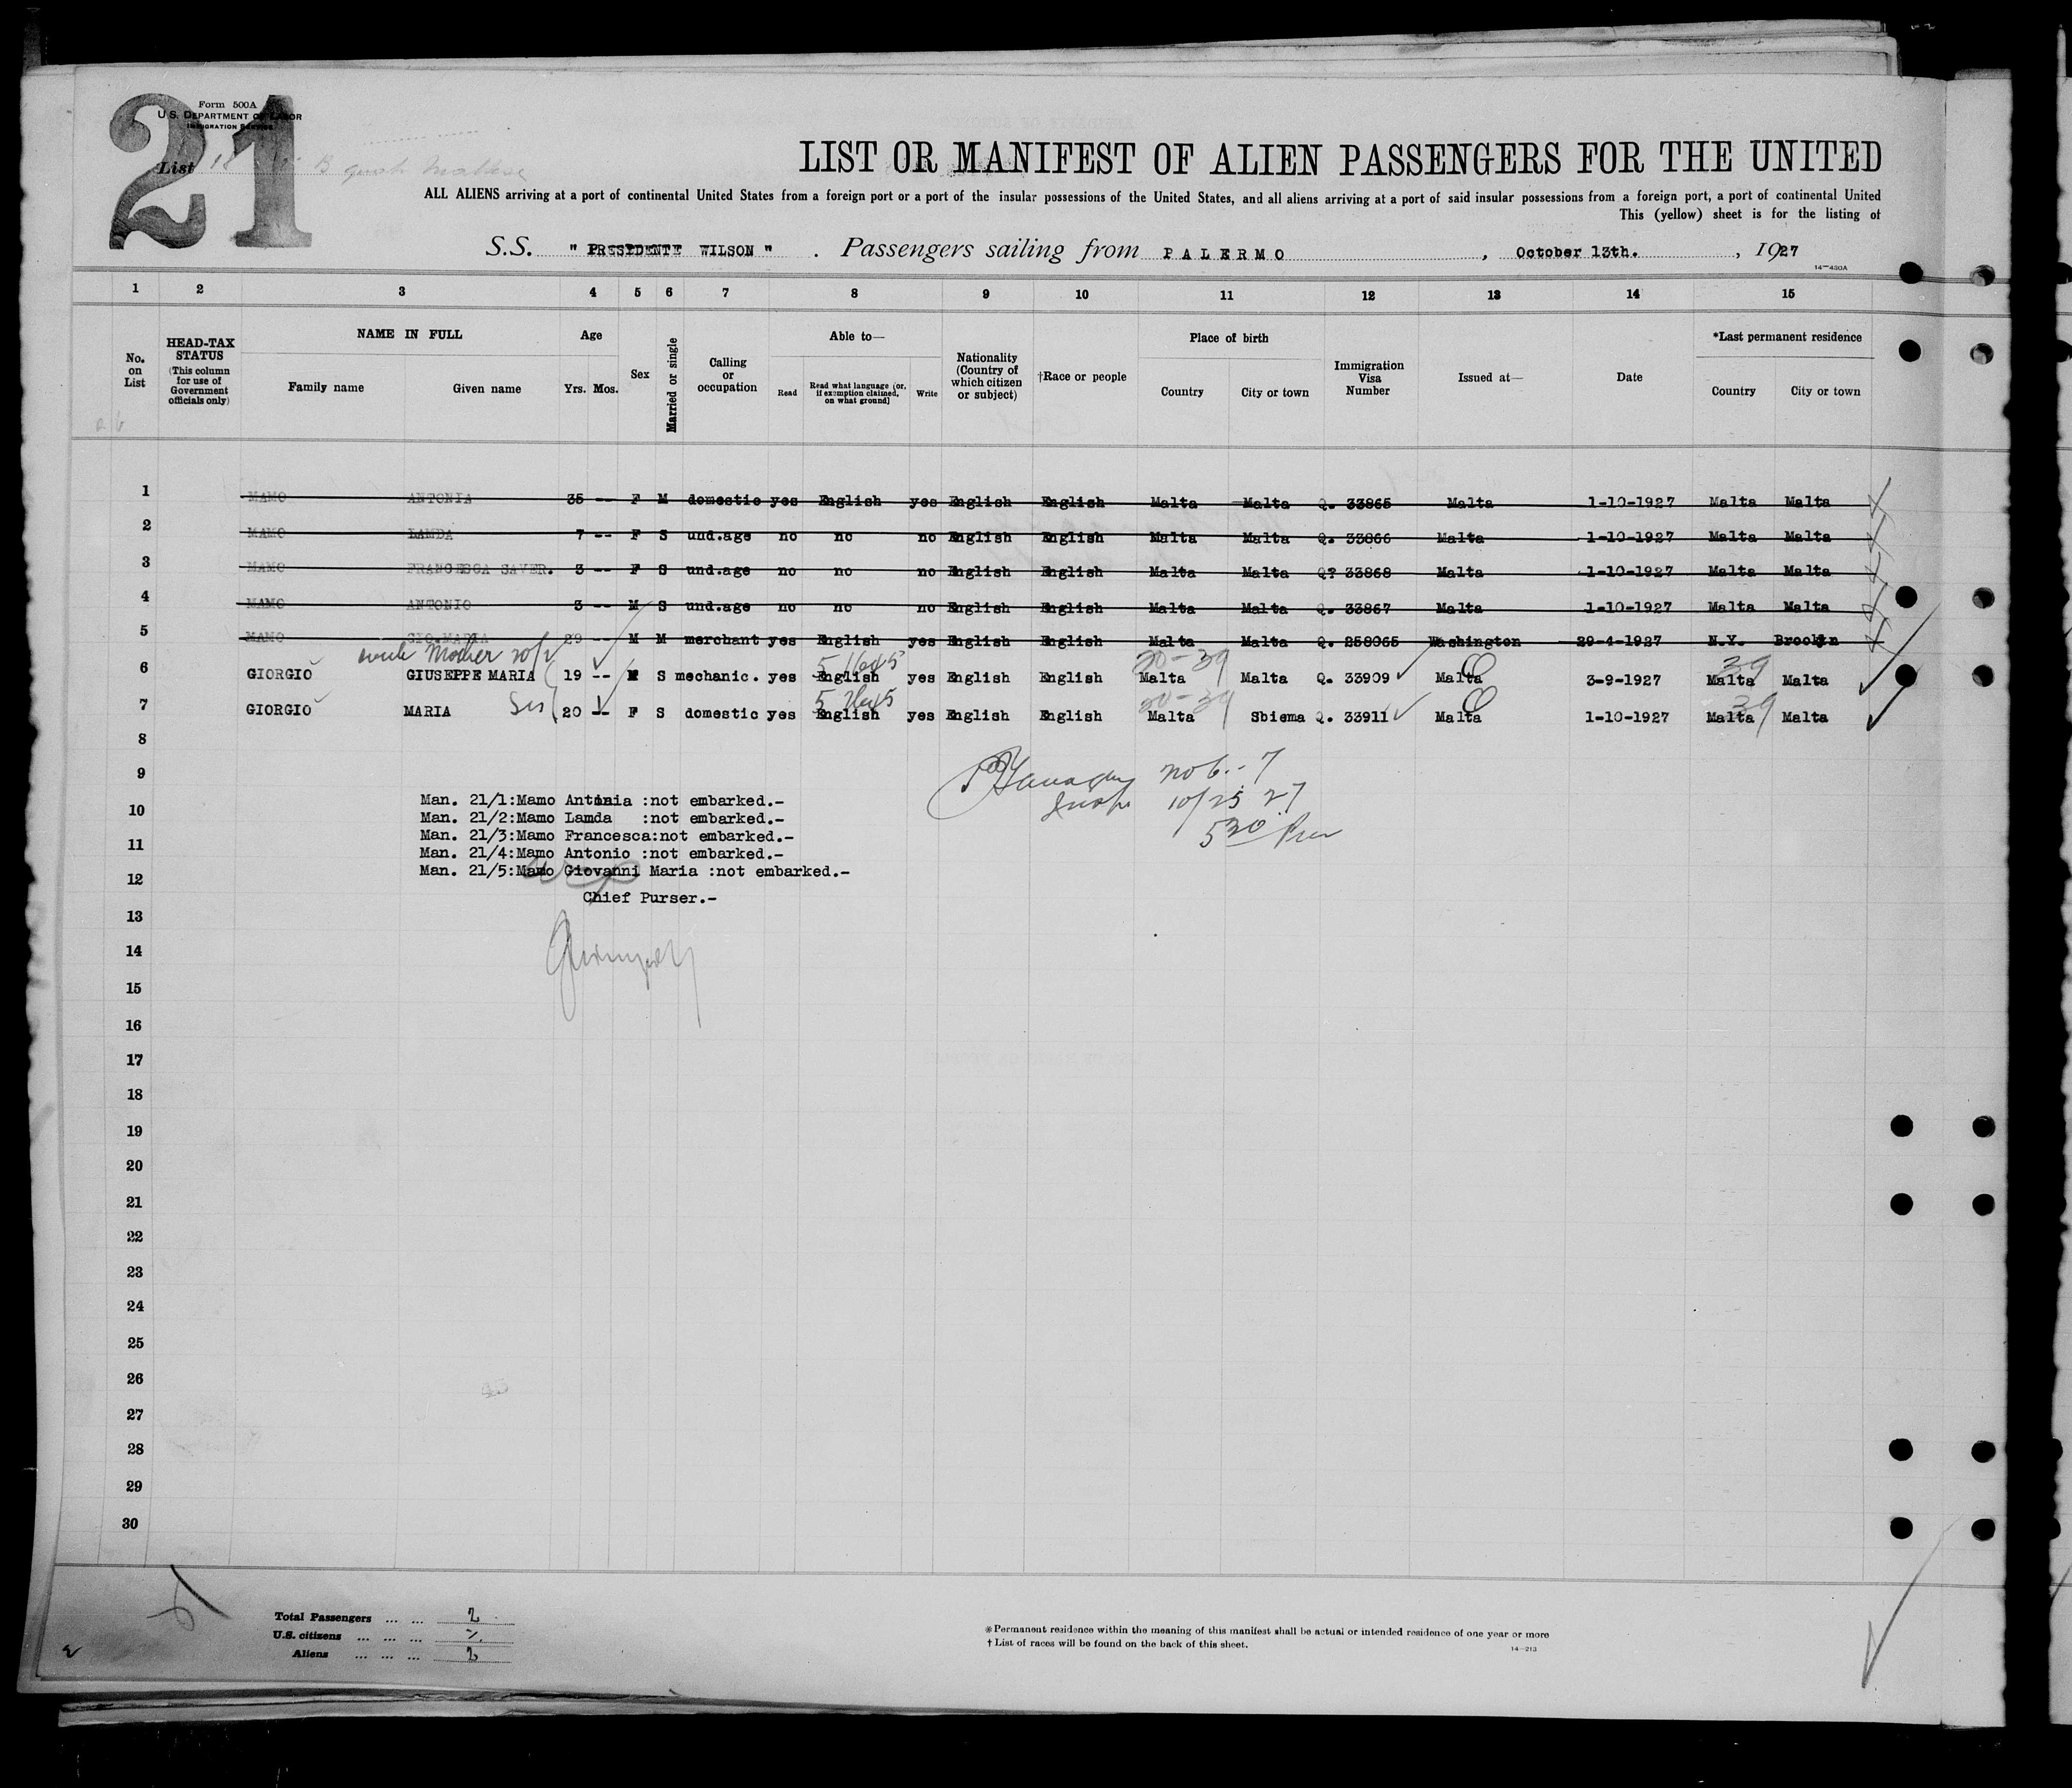 21
Form 500A
U.S. DEPARTMENT OF LABOR
IMMIGRATION SERVICE
List
LIST OR MANIFEST OF ALIEN PASSENGERS FOR THE UNITED
ALL ALIENS arriving at a port of continental United States from a foreign port or a port of the insular possessions of the United States, and all aliens arriving at a port of said insular possessions from a foreign port, a port of continental United
This (yellow) sheet is for the listing of
S.S. " PRESIDENTE WILSON " . Passengers sailing from PALERMO , October 13th. , 1927
14-430A
1 2 3 4 5 6 7 8 9 10 11 12 13 14 15
No. on List
HEAD-TAX STATUS (This column for use of Government officials only)
NAME IN FULL
Family name Given name
Age
Yrs. Mos.
Sex
Married or single
Calling or occupation
Able to—
Read Read what language (or, if exemption claimed, on what ground) Write
Nationality (Country of which citizen or subject)
†Race or people
Place of birth
Country City or town
Immigration Visa Number
Issued at—
Date
*Last permanent residence
Country City or town
1 MAMO ANTONIA 35 -- F M domestic yes English yes English English Malta Malta Q. 33865 Malta 1-10-1927 Malta Malta
2 MAMO LAMDA 7 -- F S und.age no no no English English Malta Malta Q. 33866 Malta 1-10-1927 Malta Malta
3 MAMO FRANCESCA SAVER. 3 -- F S und.age no no no English English Malta Malta Q? 33868 Malta 1-10-1927 Malta Malta
4 MAMO ANTONIO 3 -- M S und.age no no no English English Malta Malta Q. 33867 Malta 1-10-1927 Malta Malta
5 MAMO GIO.MARIA 29 -- M M merchant yes English yes English English Malta Malta Q. 258065 Washington 29-4-1927 N.Y. Brooklyn
6 GIORGIO GIUSEPPE MARIA 19 -- M S mechanic. yes English yes English English Malta Malta Q. 33909 Malta 3-9-1927 Malta Malta
7 GIORGIO MARIA 20 -- F S domestic yes English yes English English Malta Sbiema Q. 33911 Malta 1-10-1927 Malta Malta
8
9
no 6 - 7
10/25 27
530
Man. 21/1:Mamo Antonia :not embarked.-
10
Man. 21/2:Mamo Lamda :not embarked.-
Man. 21/3:Mamo Francesca:not embarked.-
11
Man. 21/4:Mamo Antonio :not embarked.-
Man. 21/5:Mamo Giovanni Maria :not embarked.-
12
Chief Purser.-
13
14
15
16
17
18
19
20
21
22
23
24
25
26
27
28
29
30
Total Passengers ... ... 2
U.S. citizens ... ... ...
Aliens ... ... ... 2
*Permanent residence within the meaning of this manifest shall be actual or intended residence of one year or more
†List of races will be found on the back of this sheet.
14-213